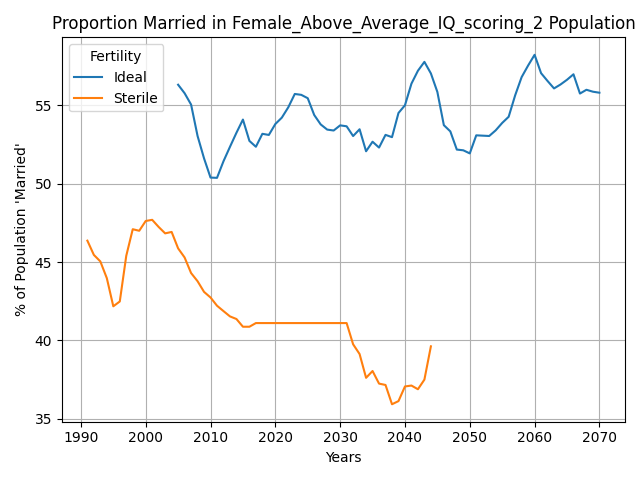 Proportion Married in Female_Above_Average_IQ_scoring_2 Population
Fertility
Ideal
Sterile
% of Population 'Married'
55
50
45
40
35
1990 2000 2010 2020 2030 2040 2050 2060 2070
Years